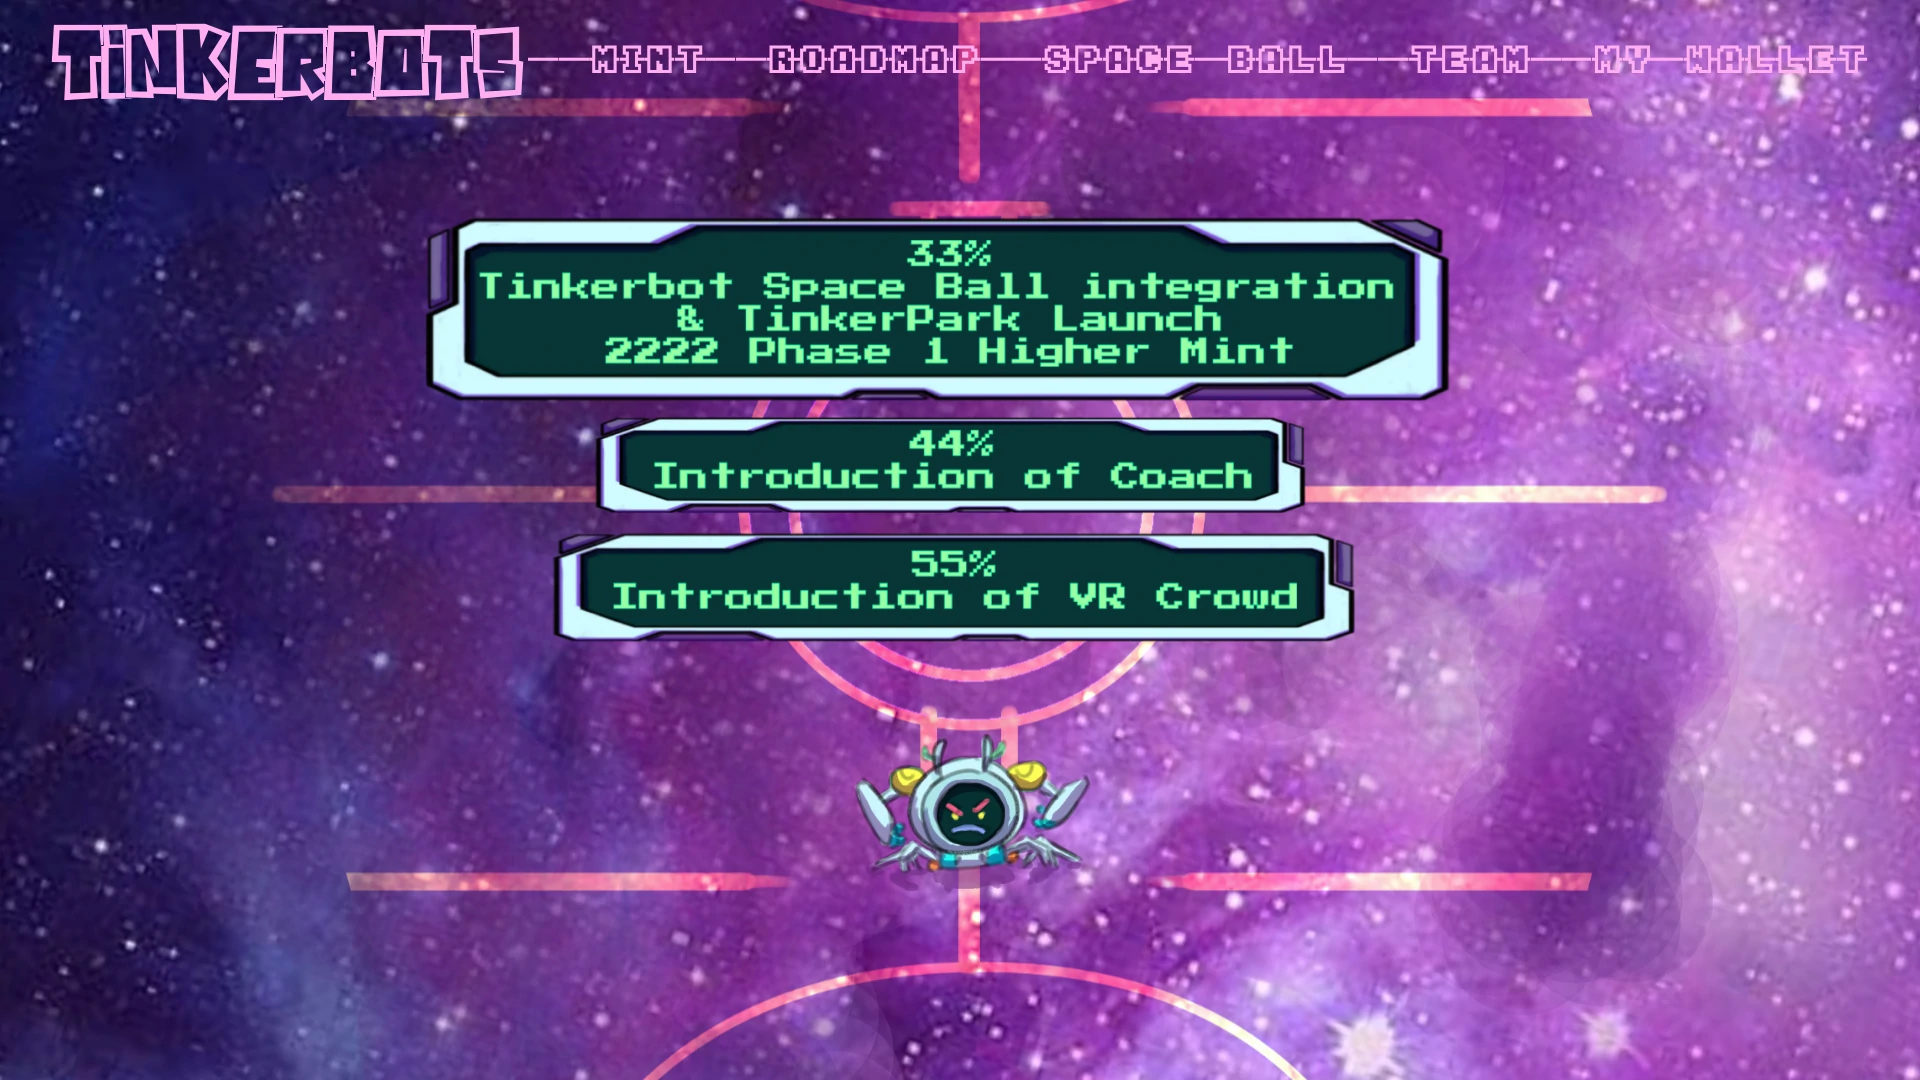 TiNKERBOTS
MINT ROADMAP SPACE BALL TEAM MY WALLET
33%
Tinkerbot Space Ball integration
& TinkerPark Launch
2222 Phase 1 Higher Mint
44%
Introduction of Coach
55%
Introduction of VR Crowd